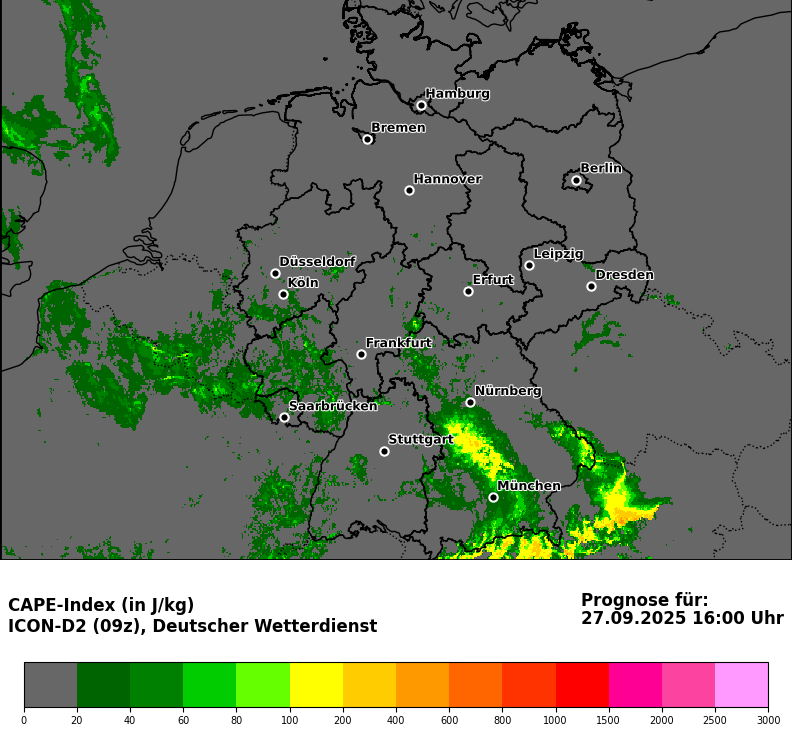 Hamburg
Bremen
Berlin
Hannover
Leipzig
Düsseldorf
Dresden
Köln
Erfurt
Frankfurt
Nürnberg
Saarbrücken
Stuttgart
München
CAPE-Index (in J/kg)
ICON-D2 (09z), Deutscher Wetterdienst
Prognose für:
27.09.2025 16:00 Uhr
0 20 40 60 80 100 200 400 600 800 1000 1500 2000 2500 3000